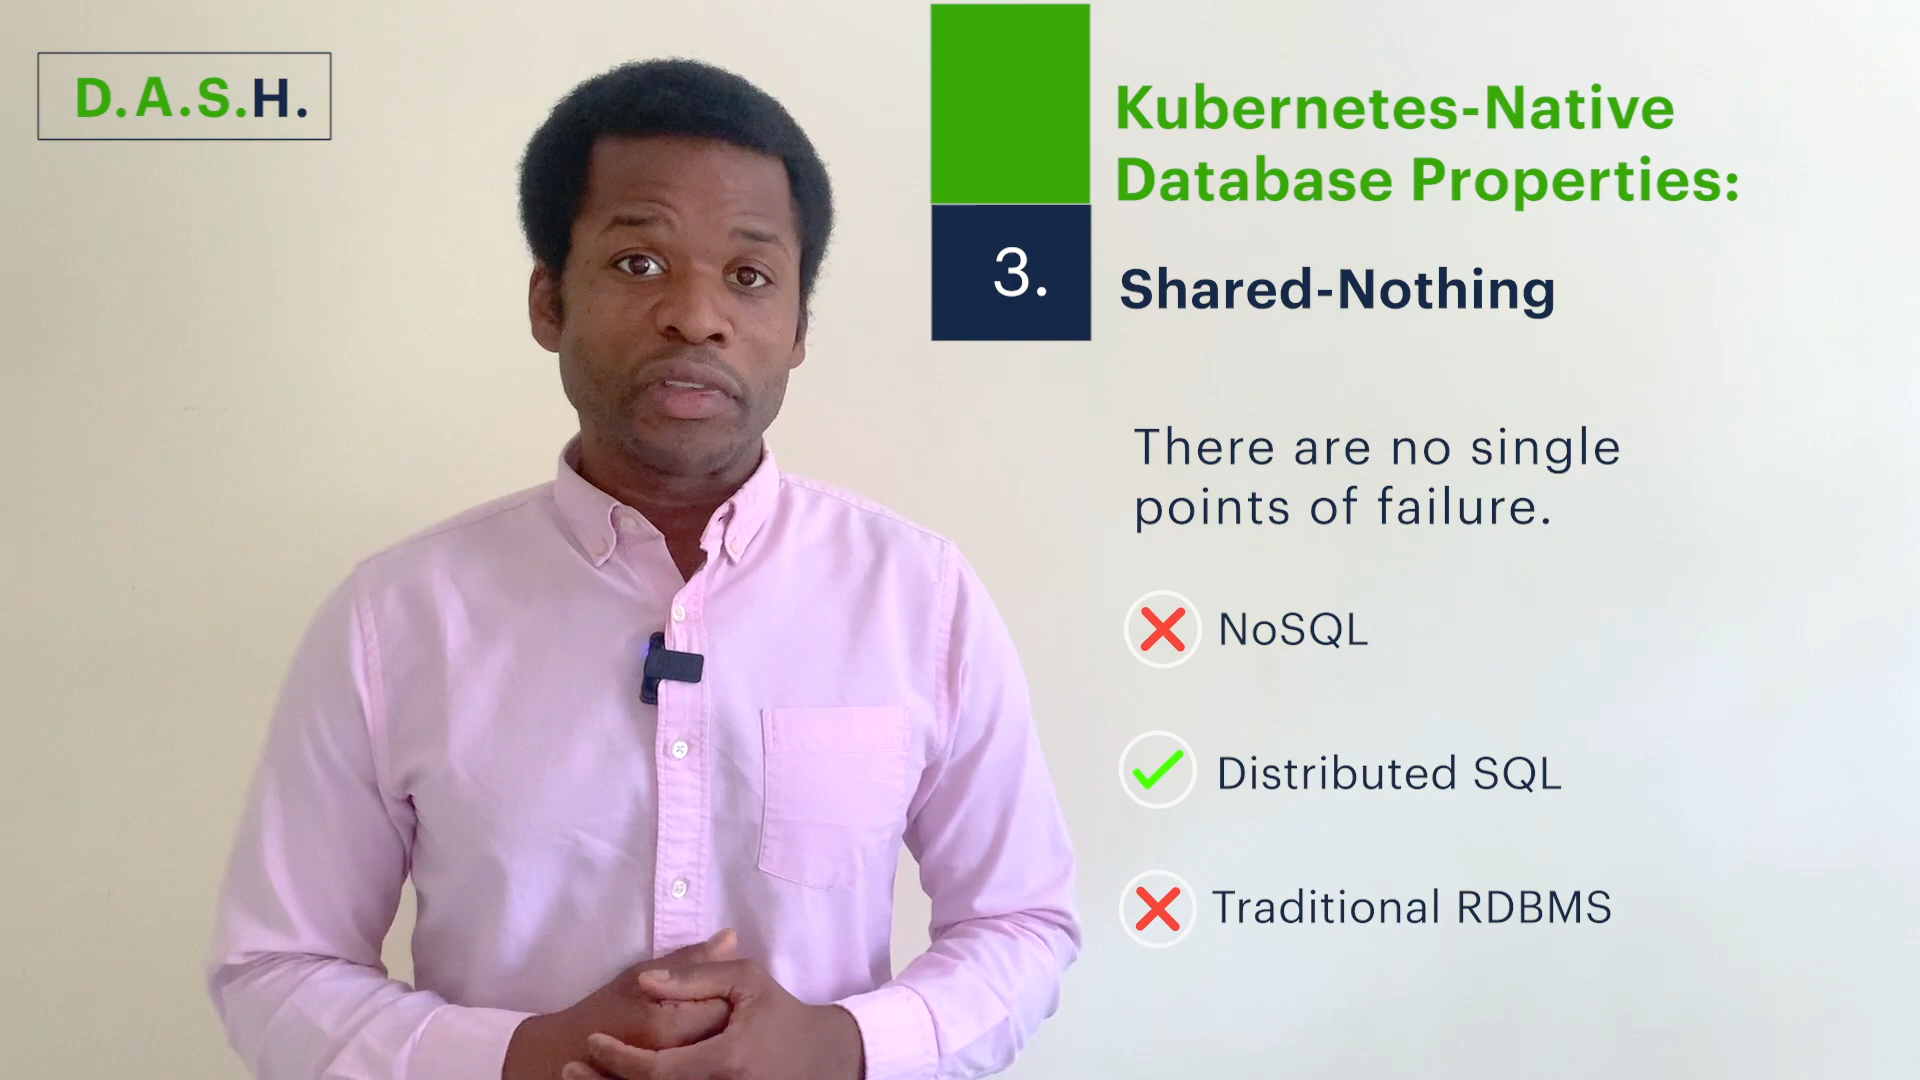 D.A.S.H.
Kubernetes-Native
Database Properties:
3.
Shared-Nothing
There are no single
points of failure.
NoSQL
Distributed SQL
Traditional RDBMS